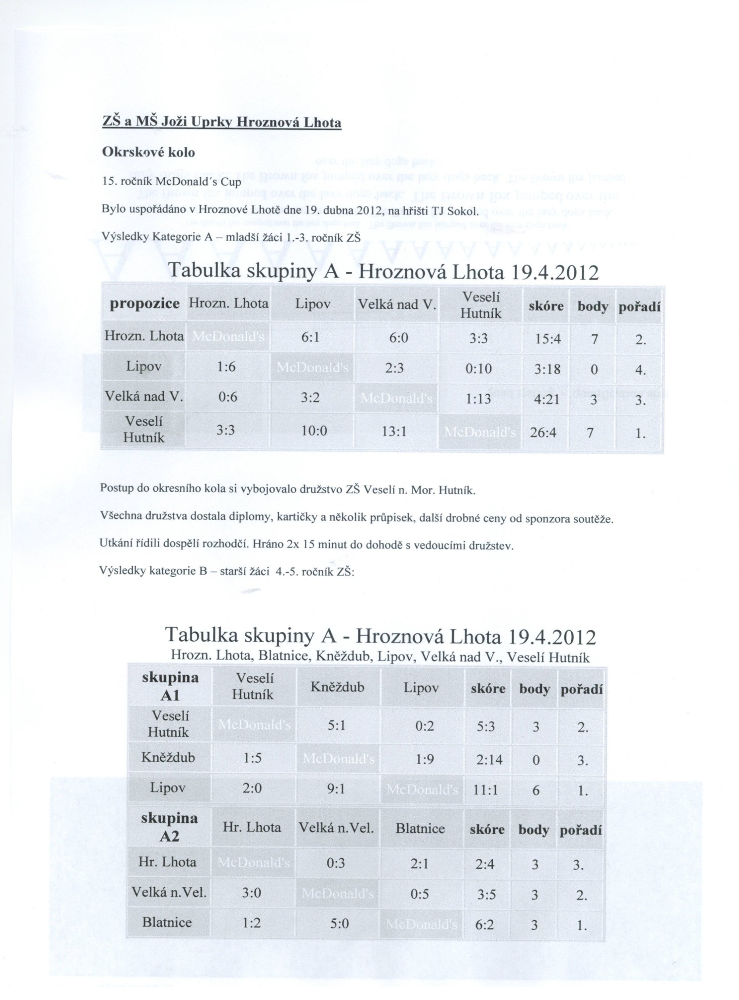 ZŠ a MŠ Joži Uprky Hroznová Lhota
Okrskové kolo
15. ročník McDonald´s Cup
Bylo uspořádáno v Hroznové Lhotě dne 19. dubna 2012, na hřišti TJ Sokol.
Výsledky Kategorie A – mladší žáci 1.-3. ročník ZŠ
Tabulka skupiny A - Hroznová Lhota 19.4.2012
propozice Hrozn. Lhota Lipov Velká nad V. Veselí Hutník skóre body pořadí
Hrozn. Lhota McDonald's 6:1 6:0 3:3 15:4 7 2.
Lipov 1:6 McDonald's 2:3 0:10 3:18 0 4.
Velká nad V. 0:6 3:2 McDonald's 1:13 4:21 3 3.
Veselí Hutník 3:3 10:0 13:1 McDonald's 26:4 7 1.
Postup do okresního kola si vybojovalo družstvo ZŠ Veselí n. Mor. Hutník.
Všechna družstva dostala diplomy, kartičky a několik průpisek, další drobné ceny od sponzora soutěže.
Utkání řídili dospělí rozhodčí. Hráno 2x 15 minut do dohodě s vedoucími družstev.
Výsledky kategorie B – starší žáci 4.-5. ročník ZŠ:
Tabulka skupiny A - Hroznová Lhota 19.4.2012
Hrozn. Lhota, Blatnice, Kněždub, Lipov, Velká nad V., Veselí Hutník
skupina A1 Veselí Hutník Kněždub Lipov skóre body pořadí
Veselí Hutník McDonald's 5:1 0:2 5:3 3 2.
Kněždub 1:5 McDonald's 1:9 2:14 0 3.
Lipov 2:0 9:1 McDonald's 11:1 6 1.
skupina A2 Hr. Lhota Velká n.Vel. Blatnice skóre body pořadí
Hr. Lhota McDonald's 0:3 2:1 2:4 3 3.
Velká n.Vel. 3:0 McDonald's 0:5 3:5 3 2.
Blatnice 1:2 5:0 McDonald's 6:2 3 1.